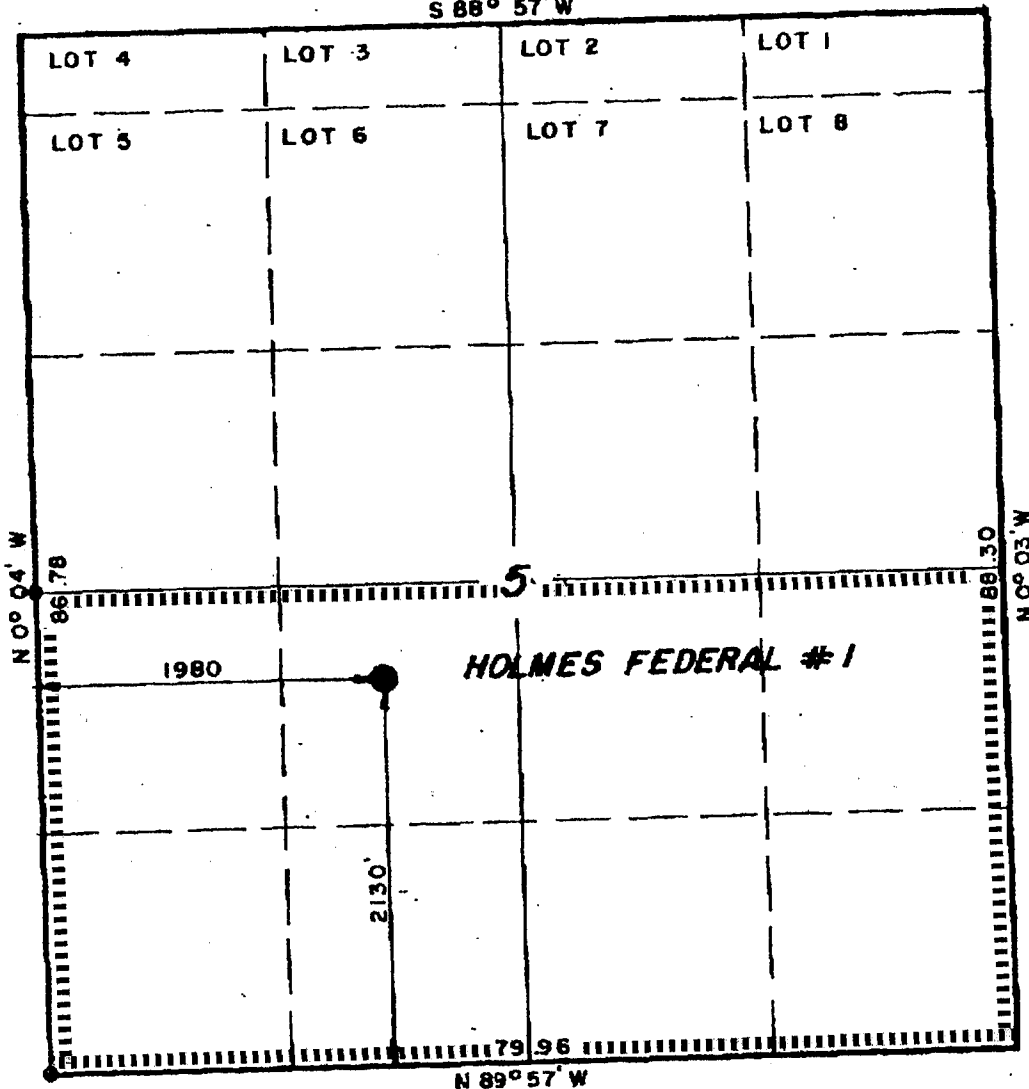 S 88° 57' W
LOT 4 LOT 3 LOT 2 LOT 1
LOT 5 LOT 6 LOT 7 LOT 8
N 0° 04' W
86.78
5
88.30
N 0° 03' W
1980
HOLMES FEDERAL #1
2130'
79.96
N 89° 57' W